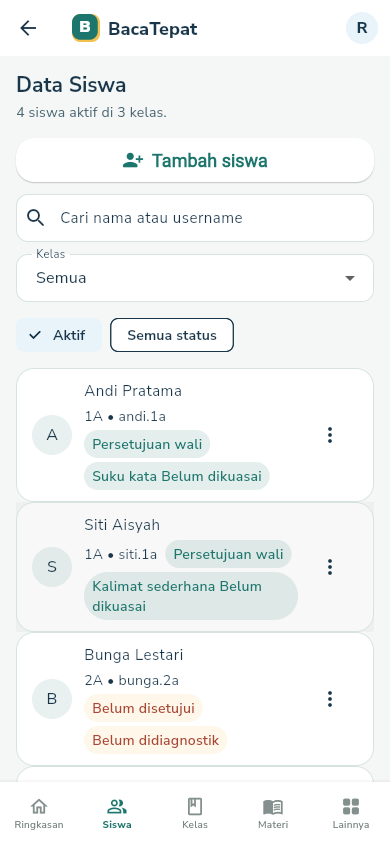 B BacaTepat R
Data Siswa
4 siswa aktif di 3 kelas.
Tambah siswa
Cari nama atau username
Kelas
Semua
Aktif Semua status
Andi Pratama
A
1A • andi.1a
Persetujuan wali
Suku kata Belum dikuasai
Siti Aisyah
S
1A • siti.1a Persetujuan wali
Kalimat sederhana Belum
dikuasai
Bunga Lestari
B
2A • bunga.2a
Belum disetujui
Belum didiagnostik
Ringkasan Siswa Kelas Materi Lainnya